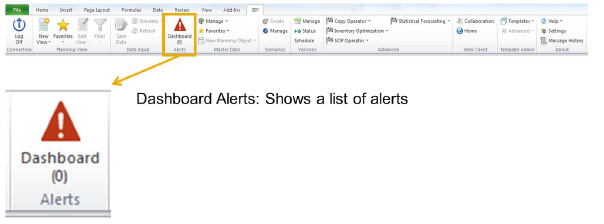 File Home Insert Page Layout Formulas Data Review View Add-Ins IBP
Log Off
New View
Favorites
Edit View
Filter
Save Data
Simulate
Refresh
Dashboard (0)
Manage
Favorites
New Planning Object
Create
Manage
Manage
Status
Schedule
Copy Operator
Inventory Optimization
SOP Operator
Statistical Forecasting
Collaboration
Home
Templates
Advanced
Help
Settings
Message History
Connection Planning View Data Input Alerts Master Data Scenarios Versions Advanced Web Client Template Admin About
Dashboard Alerts: Shows a list of alerts
Dashboard
(0)
Alerts